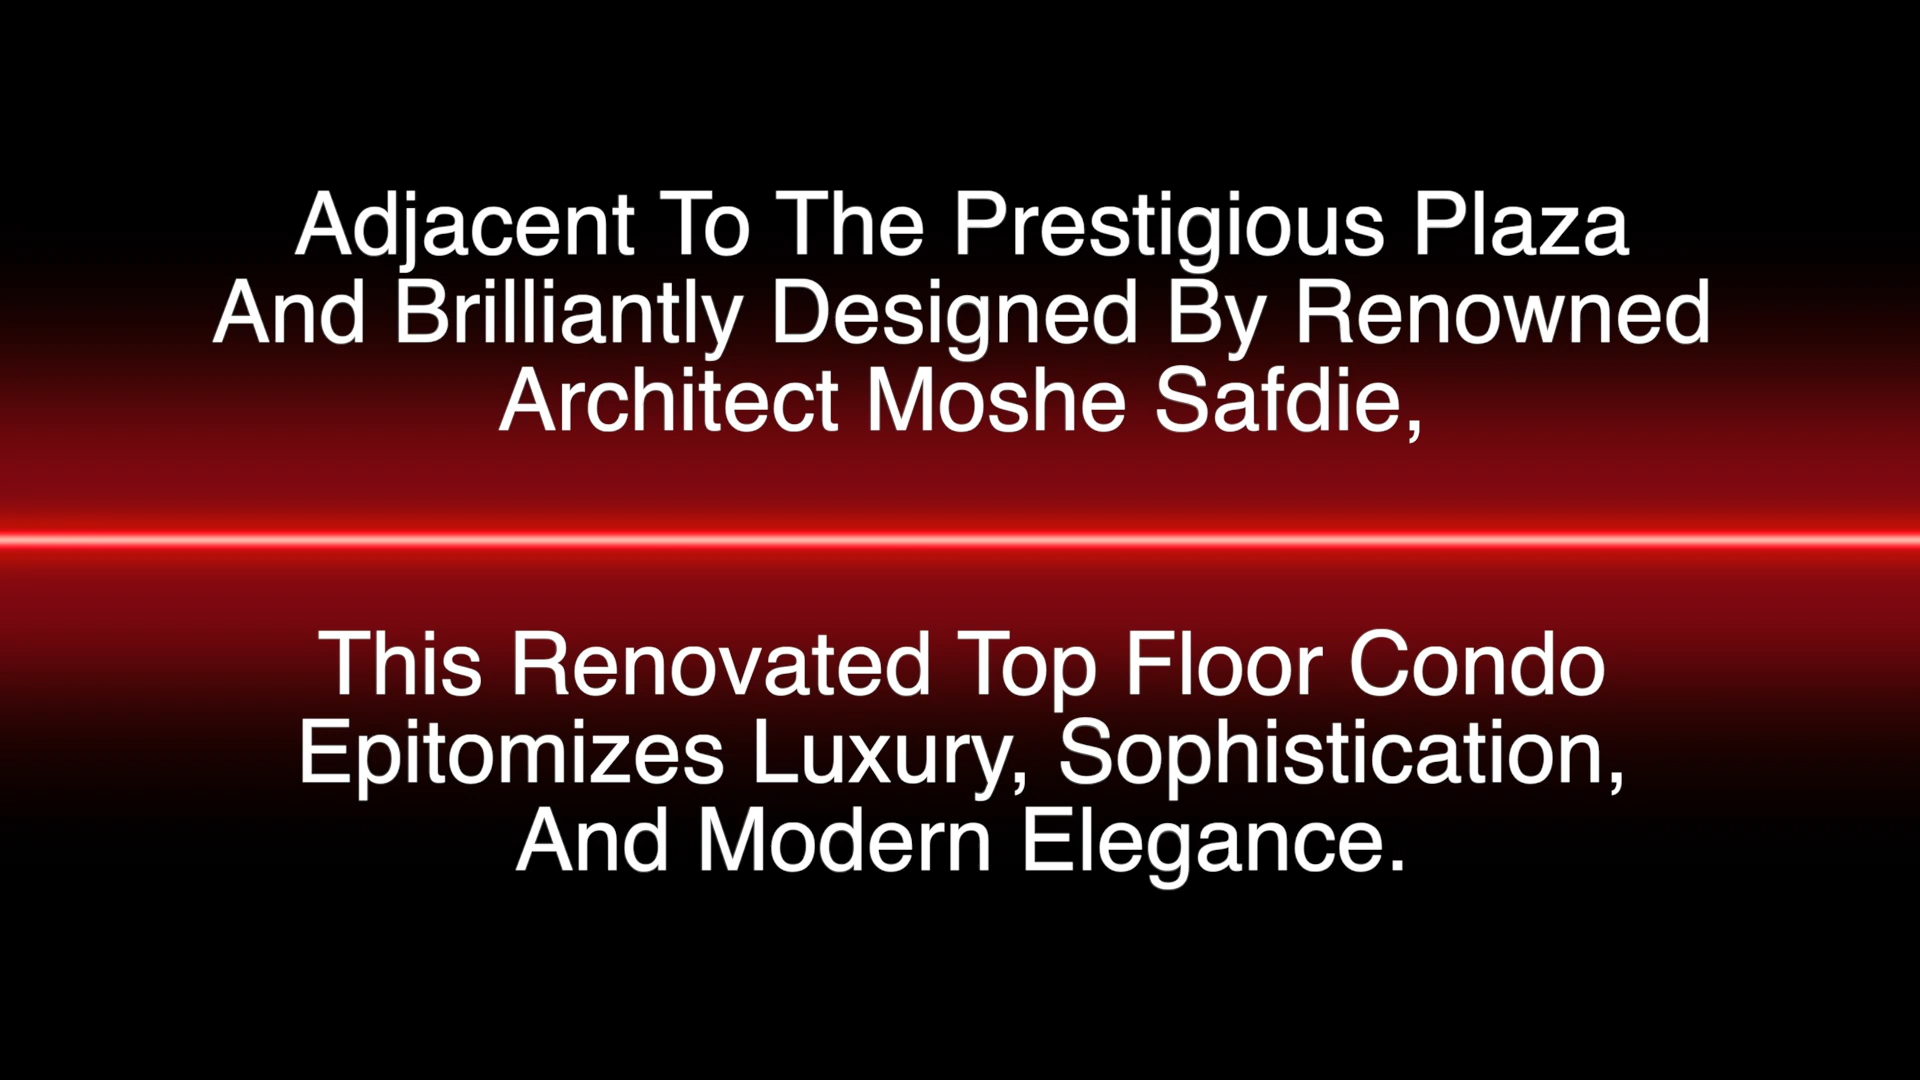 Adjacent To The Prestigious Plaza
And Brilliantly Designed By Renowned
Architect Moshe Safdie,
This Renovated Top Floor Condo
Epitomizes Luxury, Sophistication,
And Modern Elegance.